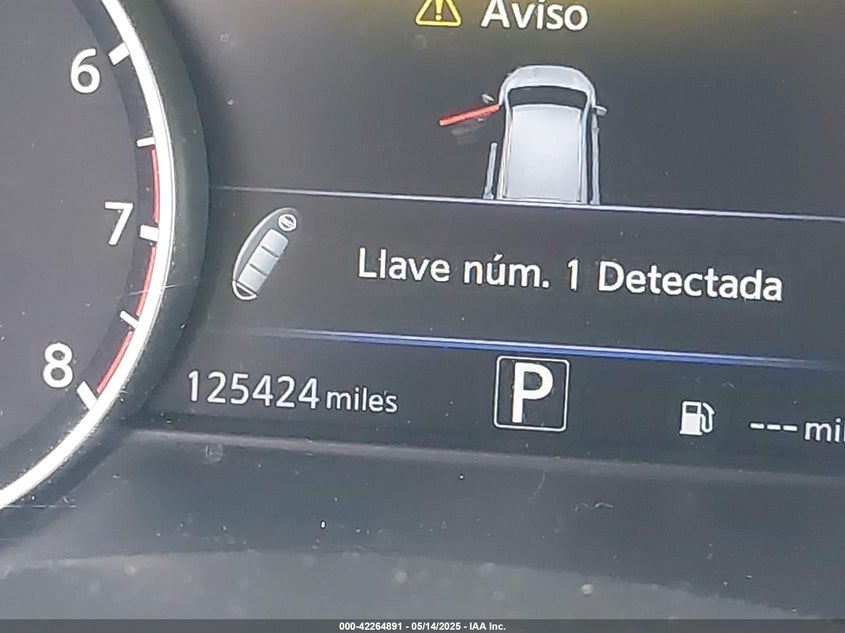 Aviso
6
7
Llave núm. 1 Detectada
8
125424 miles
P
--- mi
000-42264891 - 05/14/2025 - IAA Inc.